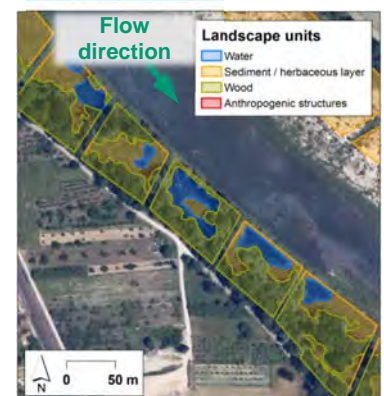 Flow
direction
Landscape units
Water
Sediment / herbaceous layer
Wood
Anthropogenic structures
N
0 50 m